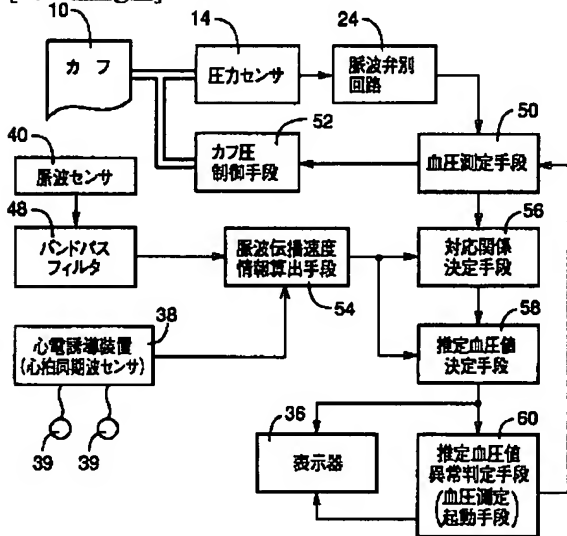 10
カフ
14
圧力センサ
24
脈波弁別
回路
50
血圧測定手段
52
カフ圧
制御手段
40
脈波センサ
48
バンドパス
フィルタ
脈波伝播速度
情報算出手段
54
56
対応関係
決定手段
58
推定血圧値
決定手段
38
心電誘導装置
(心拍同期波センサ)
39
39
36
表示器
60
推定血圧値
異常判定手段
(血圧測定
起動手段)